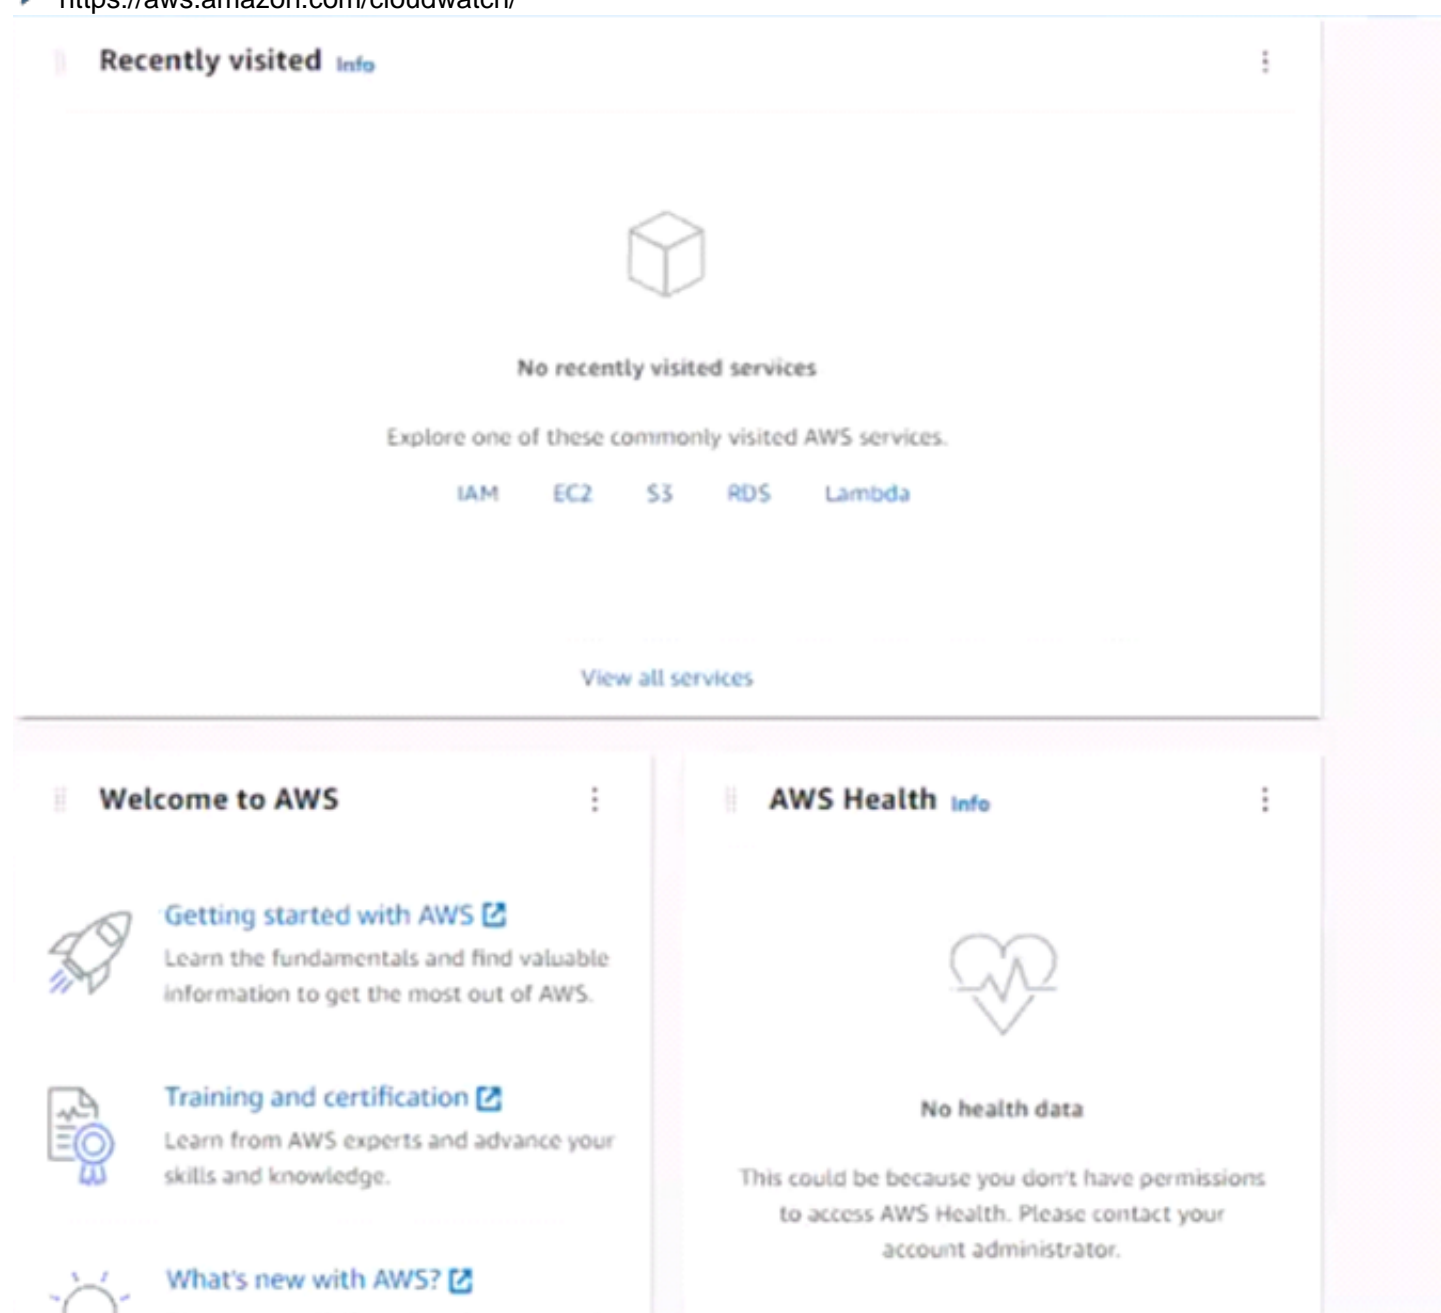 https://aws.amazon.com/cloudwatch/
Recently visited Info
No recently visited services
Explore one of these commonly visited AWS services.
IAM EC2 S3 RDS Lambda
View all services
Welcome to AWS
Getting started with AWS
Learn the fundamentals and find valuable
information to get the most out of AWS.
Training and certification
Learn from AWS experts and advance your
skills and knowledge.
What's new with AWS?
AWS Health Info
No health data
This could be because you don't have permissions
to access AWS Health. Please contact your
account administrator.